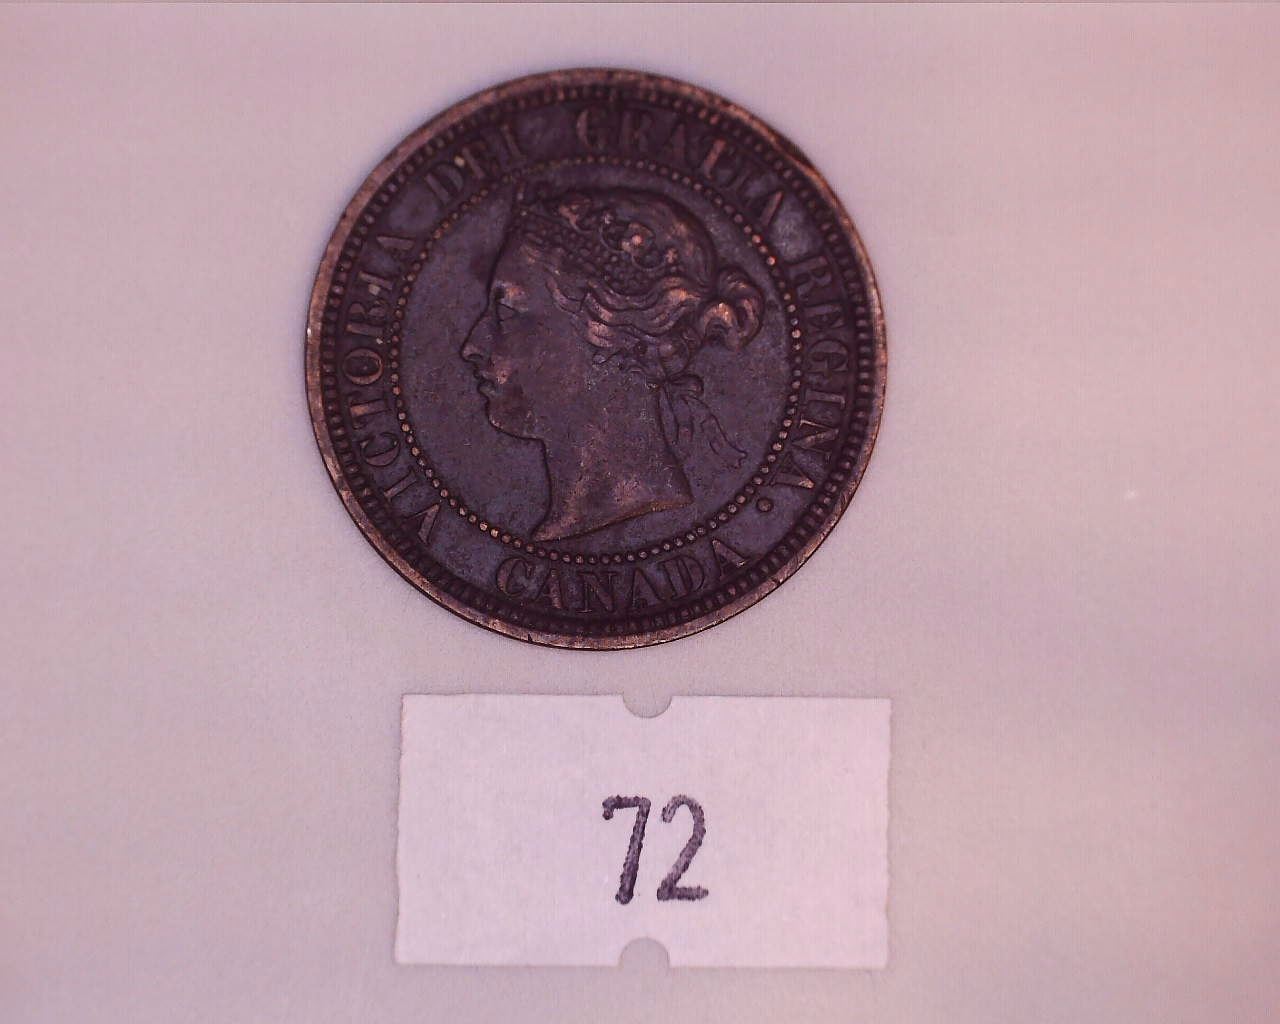 VICTORIA DEI GRATIA REGINA.
CANADA
72